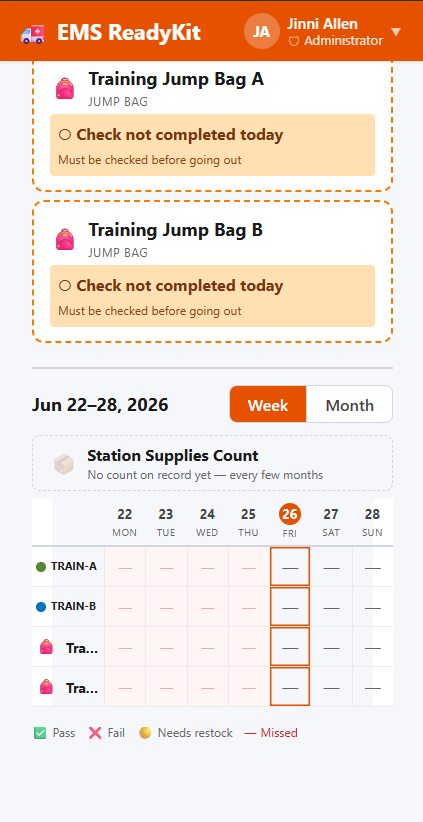 EMS ReadyKit
JA
Jinni Allen
Administrator
Training Jump Bag A
JUMP BAG
Check not completed today
Must be checked before going out
Training Jump Bag B
JUMP BAG
Check not completed today
Must be checked before going out
Jun 22–28, 2026
Week
Month
Station Supplies Count
No count on record yet — every few months
22 23 24 25 26 27 28
MON TUE WED THU FRI SAT SUN
TRAIN-A — — — — — — —
TRAIN-B — — — — — — —
Tra... — — — — — — —
Tra... — — — — — — —
Pass Fail Needs restock — Missed